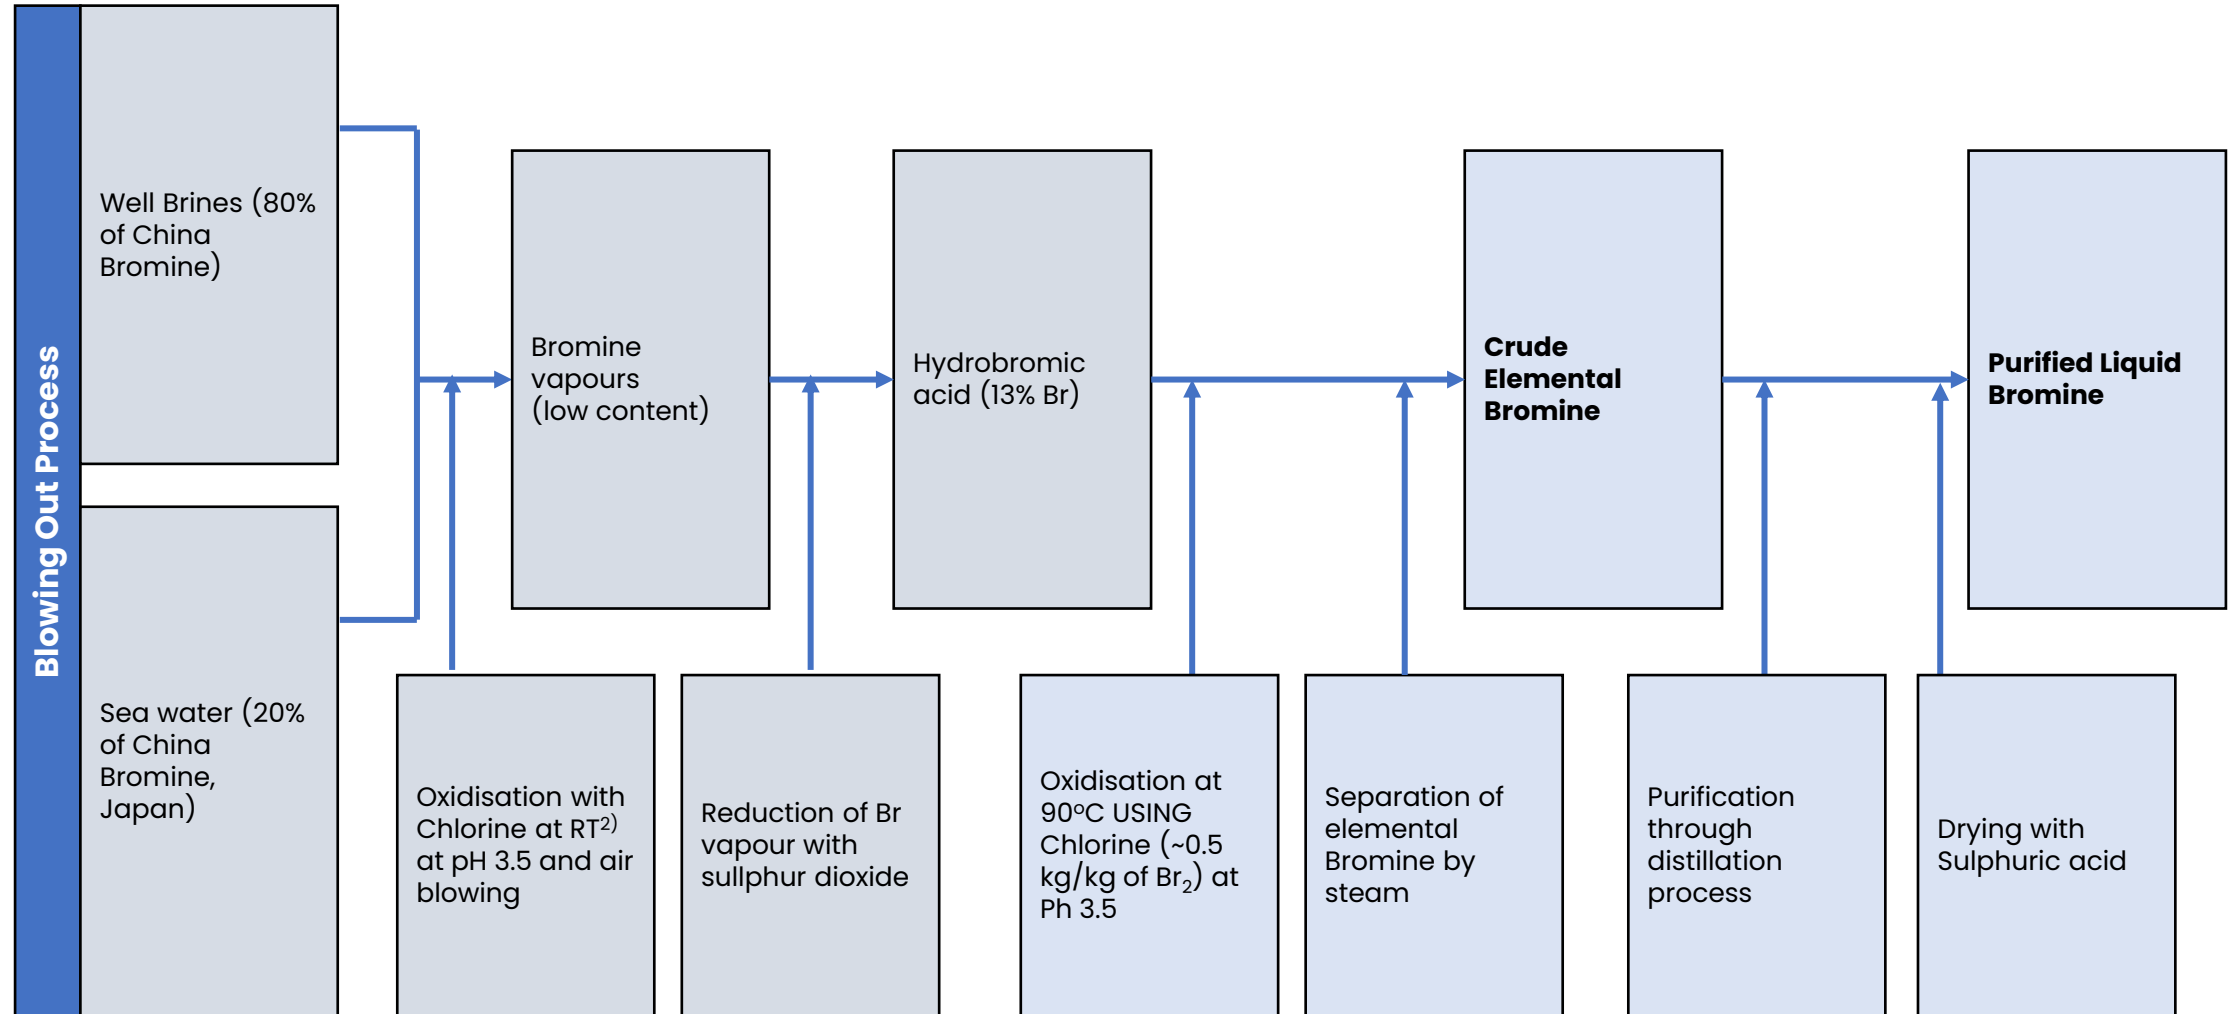 Blowing Out Process
Well Brines (80%
of China
Bromine)
Sea water (20%
of China
Bromine,
Japan)
Bromine
vapours
(low content)
Hydrobromic
acid (13% Br)
Crude
Elemental
Bromine
Purified Liquid
Bromine
Oxidisation with
Chlorine at RT²⁾
at pH 3.5 and air
blowing
Reduction of Br
vapour with
sullphur dioxide
Oxidisation at
90ºC USING
Chlorine (~0.5
kg/kg of Br₂) at
Ph 3.5
Separation of
elemental
Bromine by
steam
Purification
through
distillation
process
Drying with
Sulphuric acid